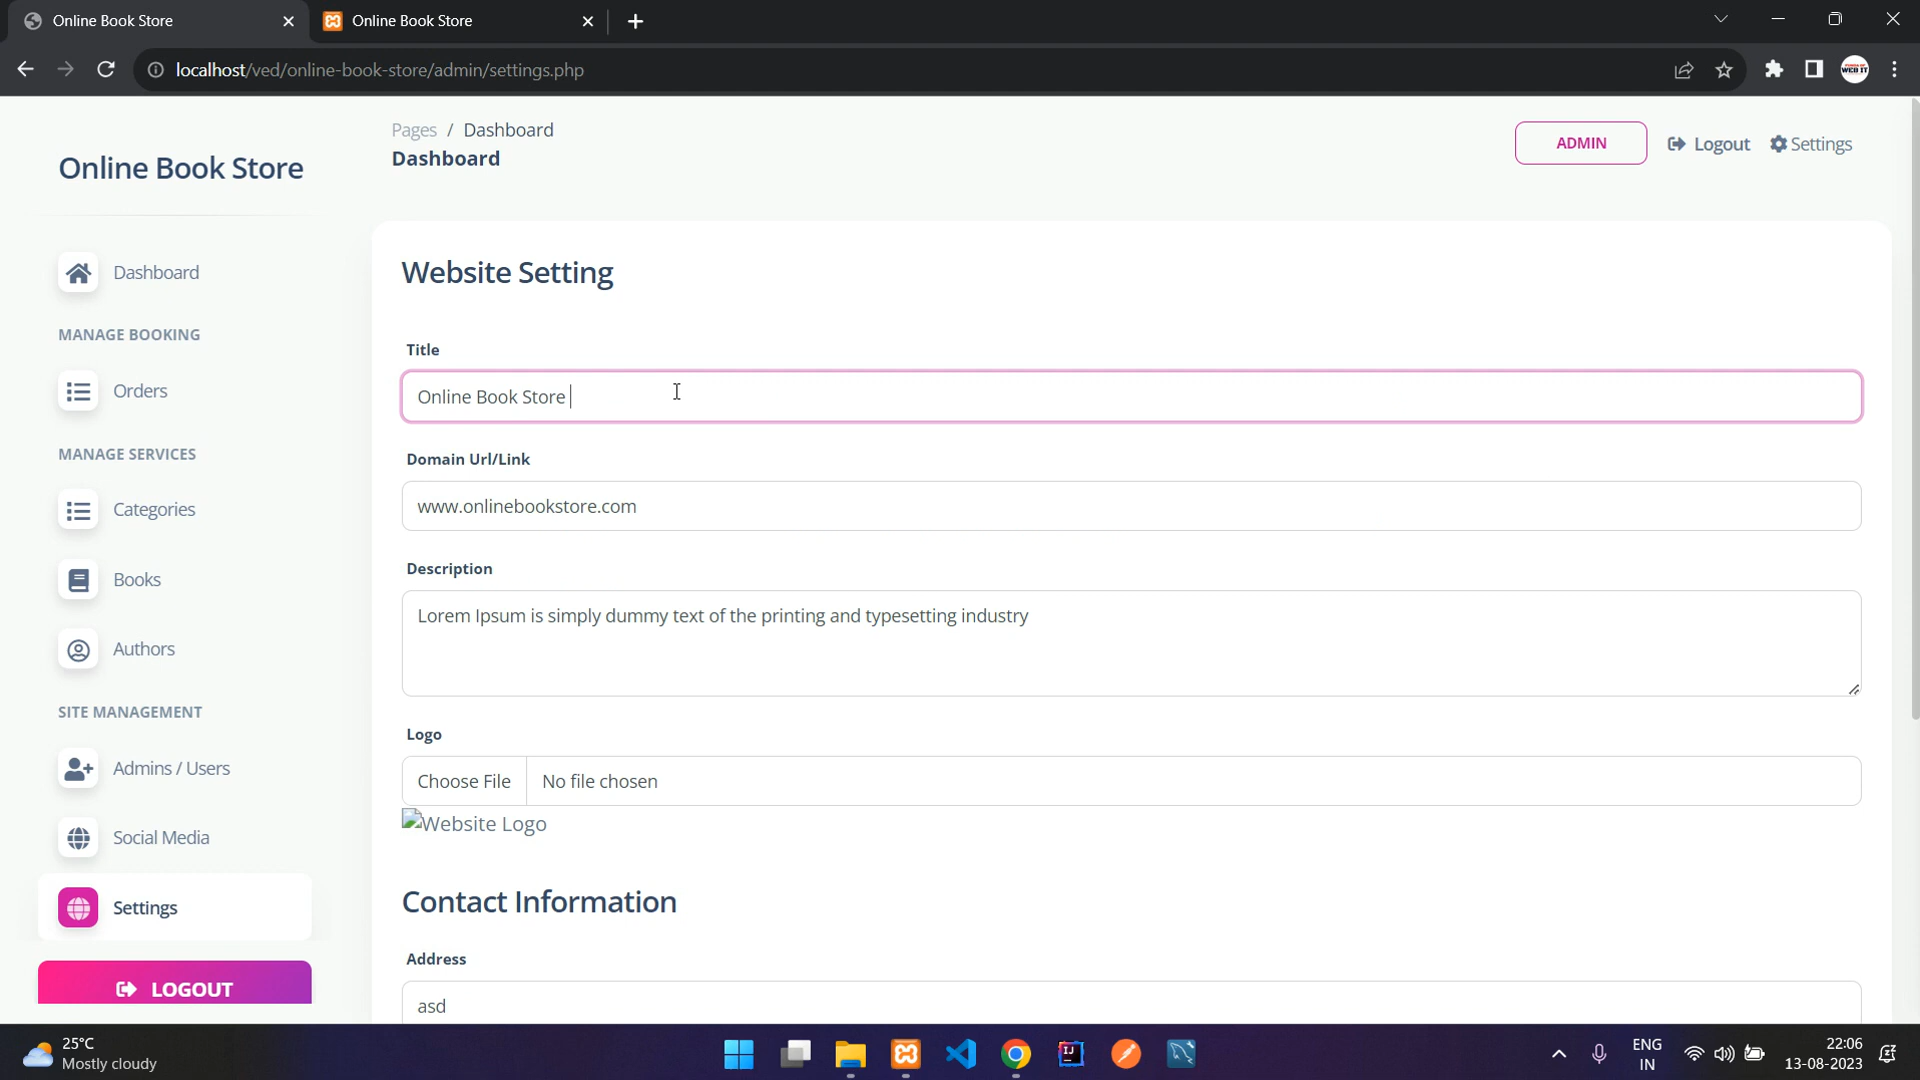 Online Book Store
Online Book Store
localhost/ved/online-book-store/admin/settings.php
WEB IT
Online Book Store
Pages / Dashboard
Dashboard
ADMIN
Logout
Settings
Dashboard
MANAGE BOOKING
Orders
MANAGE SERVICES
Categories
Books
Authors
SITE MANAGEMENT
Admins / Users
Social Media
Settings
LOGOUT
Website Setting
Title
Online Book Store
Domain Url/Link
www.onlinebookstore.com
Description
Lorem Ipsum is simply dummy text of the printing and typesetting industry
Logo
Choose File No file chosen
Website Logo
Contact Information
Address
asd
25°C
Mostly cloudy
IJ
ENG
IN
22:06
13-08-2023